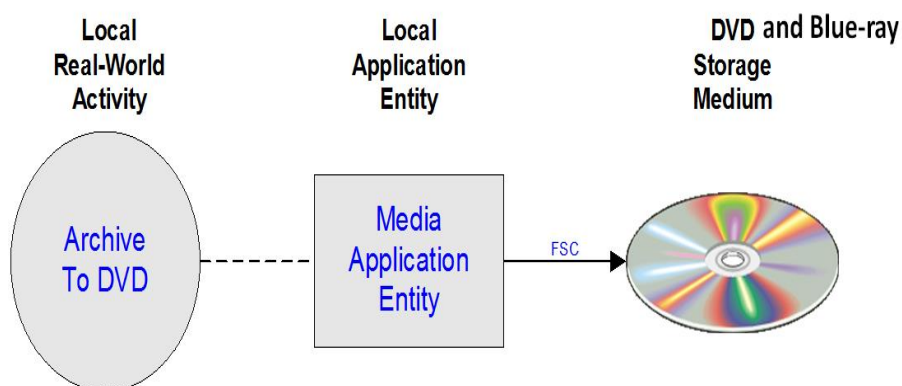 Local
Real-World
Activity
Local
Application
Entity
DVD and Blue-ray
Storage
Medium
Archive
To DVD
Media
Application
Entity
FSC